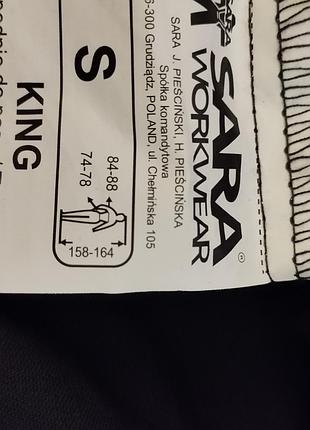 SARA
WORKWEAR
®
SARA J. PIEŚCIŃSKI, H. PIEŚCIŃSKA
Spółka komandytowa
6-300 Grudziądz, POLAND, ul. Chełmińska 105
S
84-88
74-78
158-164
KING